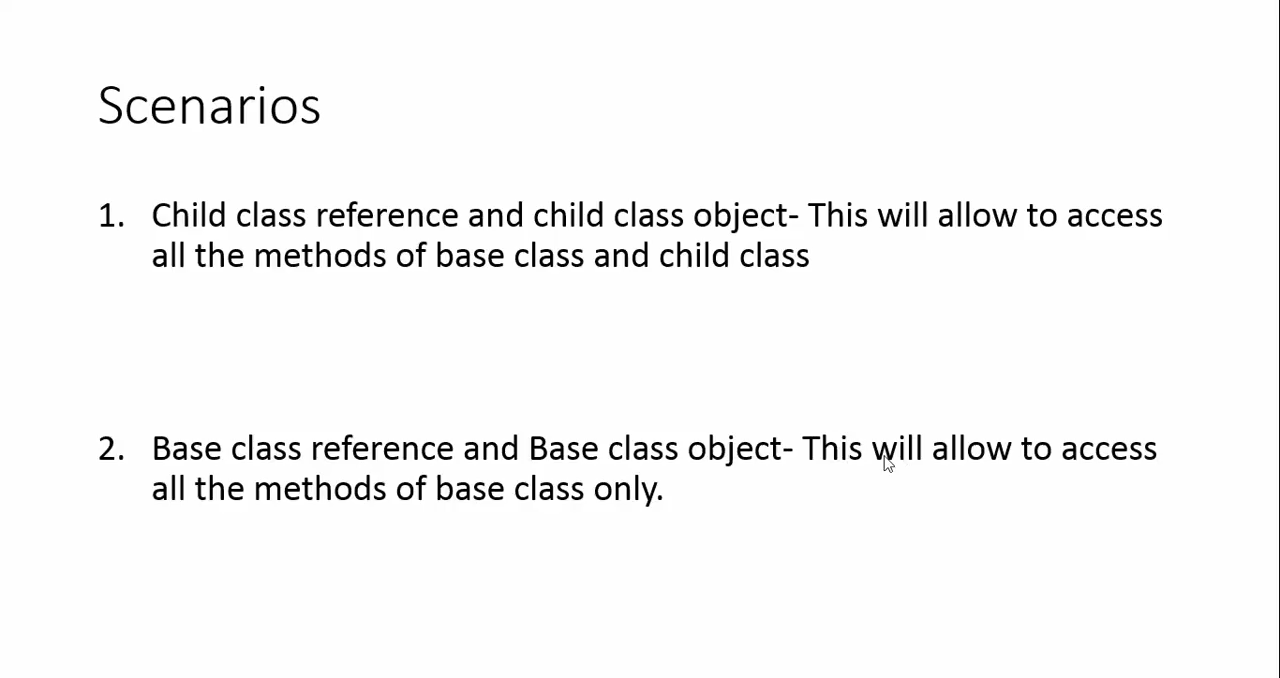 Scenarios
1. Child class reference and child class object- This will allow to access
all the methods of base class and child class
2. Base class reference and Base class object- This will allow to access
all the methods of base class only.